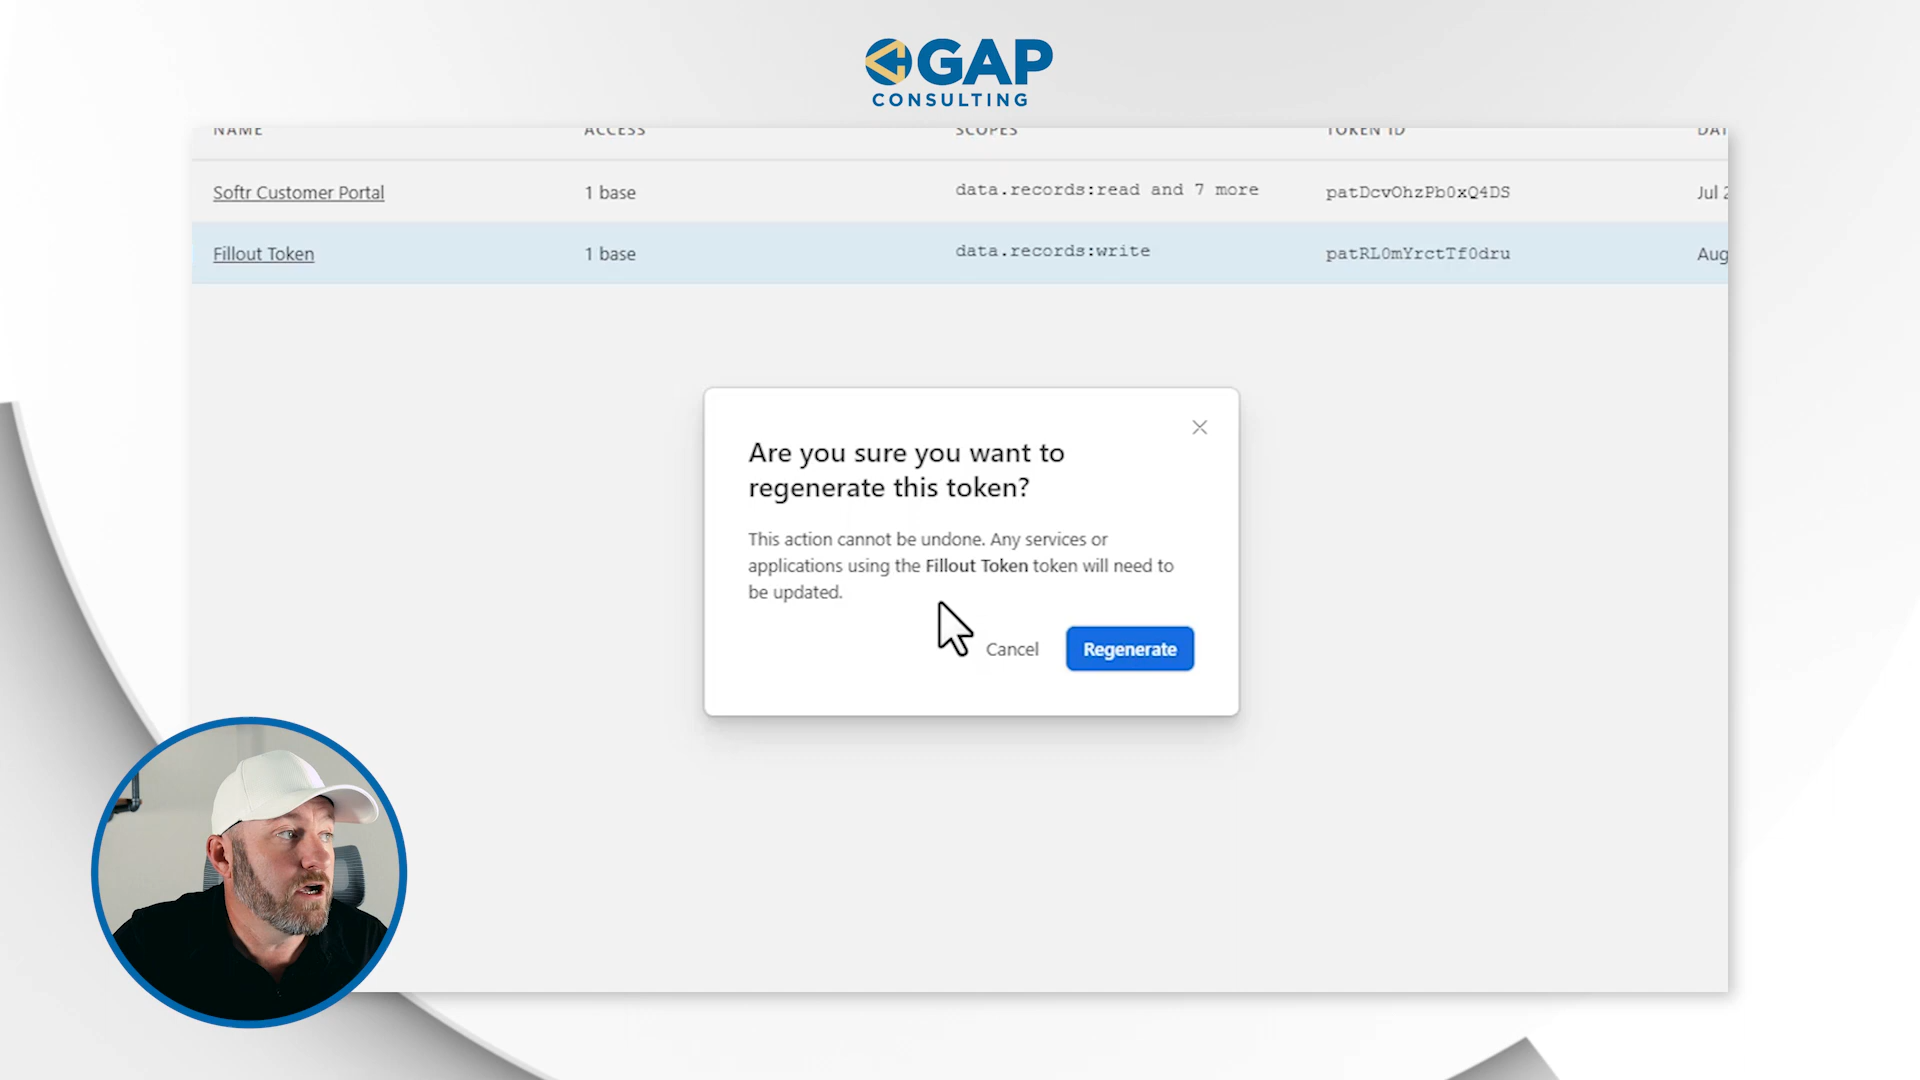 GAP
CONSULTING
NAME ACCESS SCOPES TOKEN ID
Softr Customer Portal 1 base data.records:read and 7 more patDcvOhzPb0xQ4DS Jul
Fillout Token 1 base data.records:write patRL0mYrctTf0dru Aug
Are you sure you want to
regenerate this token?
This action cannot be undone. Any services or
applications using the Fillout Token token will need to
be updated.
Cancel Regenerate